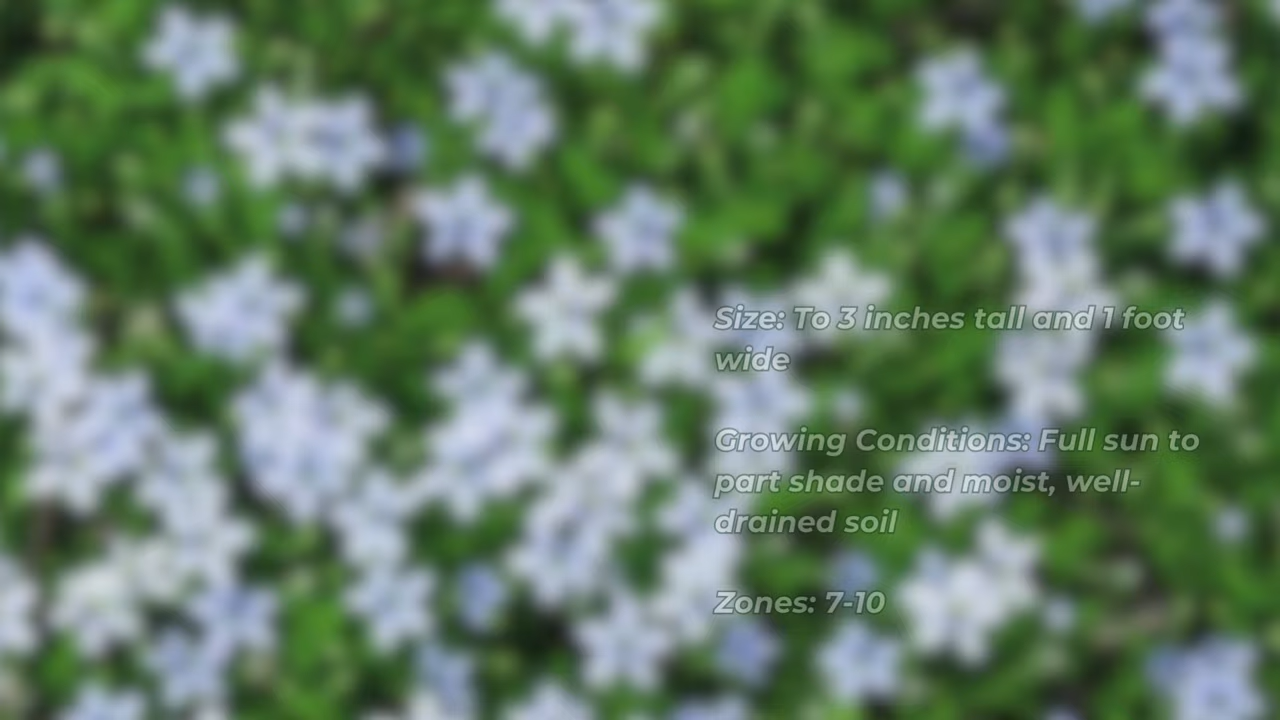 Size: To 3 inches tall and 1 foot
wide
Growing Conditions: Full sun to
part shade and moist, well-
drained soil
Zones: 7-10